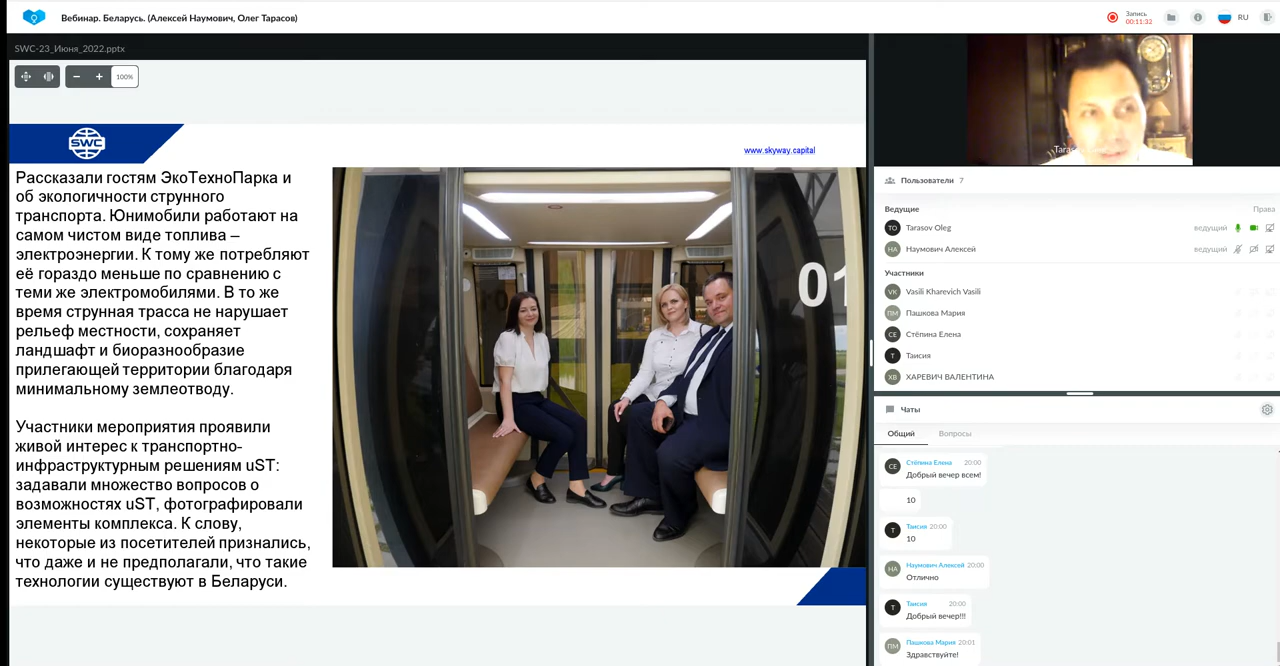 Вебинар. Беларусь. (Алексей Наумович, Олег Тарасов)
Запись
00:11:32
RU
SWC-23_Июня_2022.pptx
100%
SWC
www.skyway.capital
Рассказали гостям ЭкоТехноПарка и
об экологичности струнного
транспорта. Юнимобили работают на
самом чистом виде топлива –
электроэнергии. К тому же потребляют
её гораздо меньше по сравнению с
теми же электромобилями. В то же
время струнная трасса не нарушает
рельеф местности, сохраняет
ландшафт и биоразнообразие
прилегающей территории благодаря
минимальному землеотводу.
Участники мероприятия проявили
живой интерес к транспортно-
инфраструктурным решениям uST:
задавали множество вопросов о
возможностях uST, фотографировали
элементы комплекса. К слову,
некоторые из посетителей признались,
что даже и не предполагали, что такие
технологии существуют в Беларуси.
01
Пользователи 7
Ведущие
Права
TO
Tarasov Oleg
ведущий
НА
Наумович Алексей
ведущий
Участники
VK
Vasili Kharevich Vasili
ПМ
Пашкова Мария
СЕ
Стёпина Елена
Т
Таисия
ХВ
ХАРЕВИЧ ВАЛЕНТИНА
Чаты
Общий
Вопросы
СЕ
Стёпина Елена 20:00
Добрый вечер всем!
10
Т
Таисия 20:00
10
НА
Наумович Алексей 20:00
Отлично
Т
Таисия 20:00
Добрый вечер!!!
ПМ
Пашкова Мария 20:01
Здравствуйте!